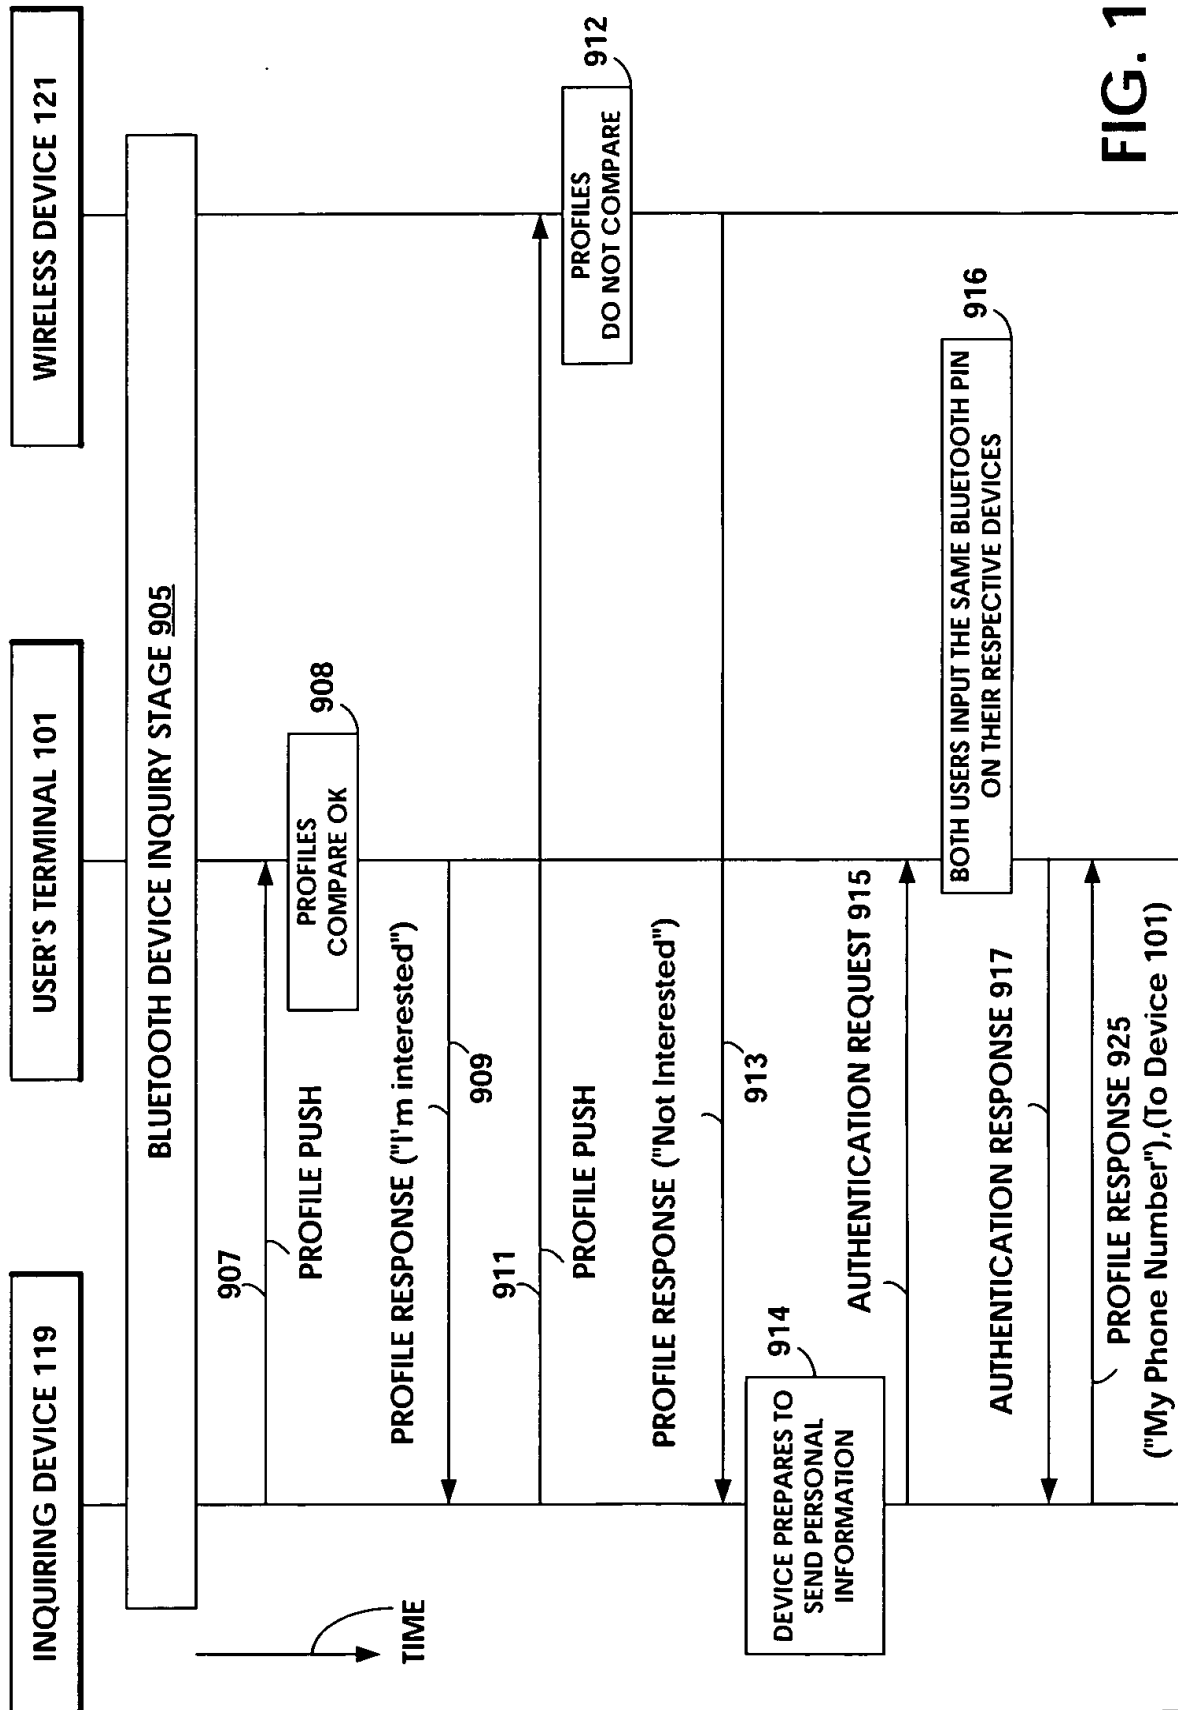 INQUIRING DEVICE 119
USER'S TERMINAL 101
WIRELESS DEVICE 121
BLUETOOTH DEVICE INQUIRY STAGE 905
TIME
907
PROFILE PUSH
PROFILES
COMPARE OK
908
PROFILE RESPONSE ("I'm interested")
909
911
PROFILE PUSH
PROFILES
DO NOT COMPARE
912
PROFILE RESPONSE ("Not Interested")
913
DEVICE PREPARES TO
SEND PERSONAL
INFORMATION
914
AUTHENTICATION REQUEST 915
BOTH USERS INPUT THE SAME BLUETOOTH PIN
ON THEIR RESPECTIVE DEVICES
916
AUTHENTICATION RESPONSE 917
PROFILE RESPONSE 925
("My Phone Number"),(To Device 101)
FIG. 1